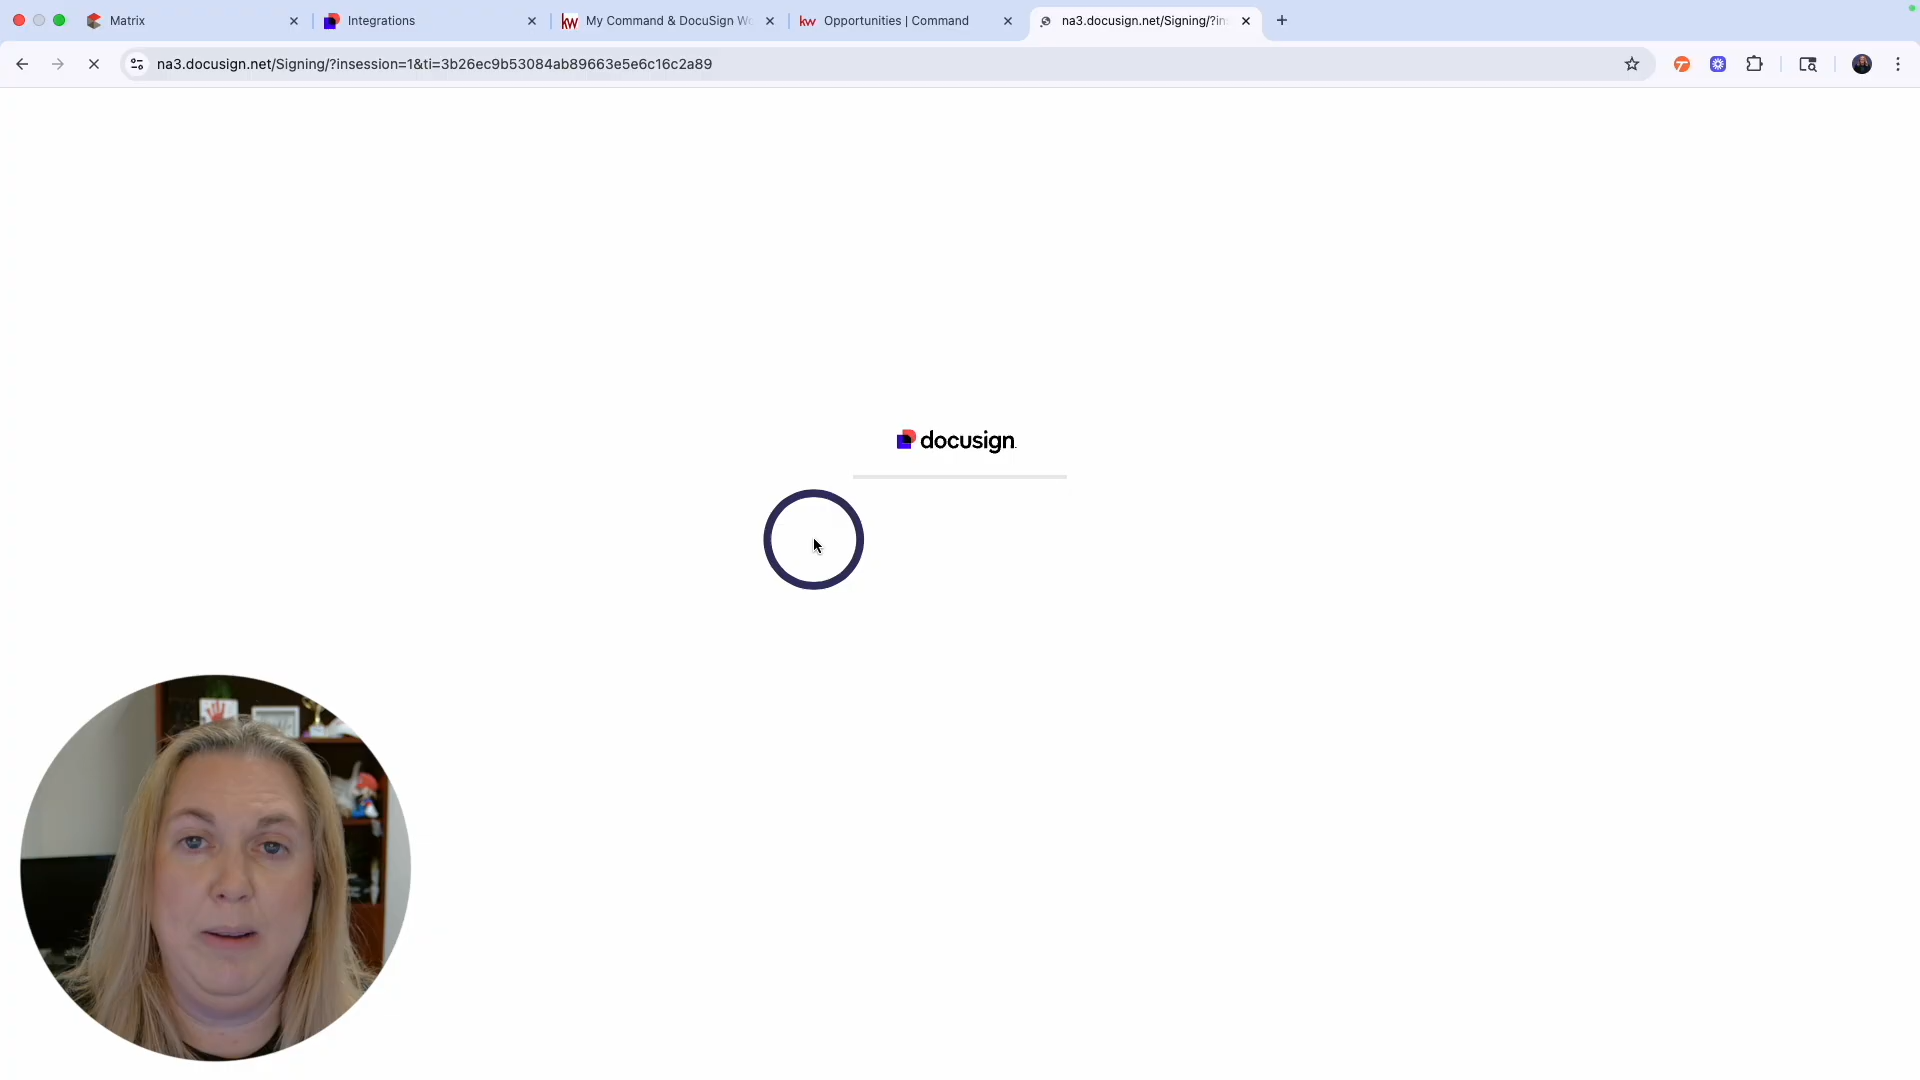 Matrix
Integrations
My Command & DocuSign Wo
Opportunities | Command
na3.docusign.net/Signing/?in
na3.docusign.net/Signing/?insession=1&ti=3b26ec9b53084ab89663e5e6c16c2a89
docusign